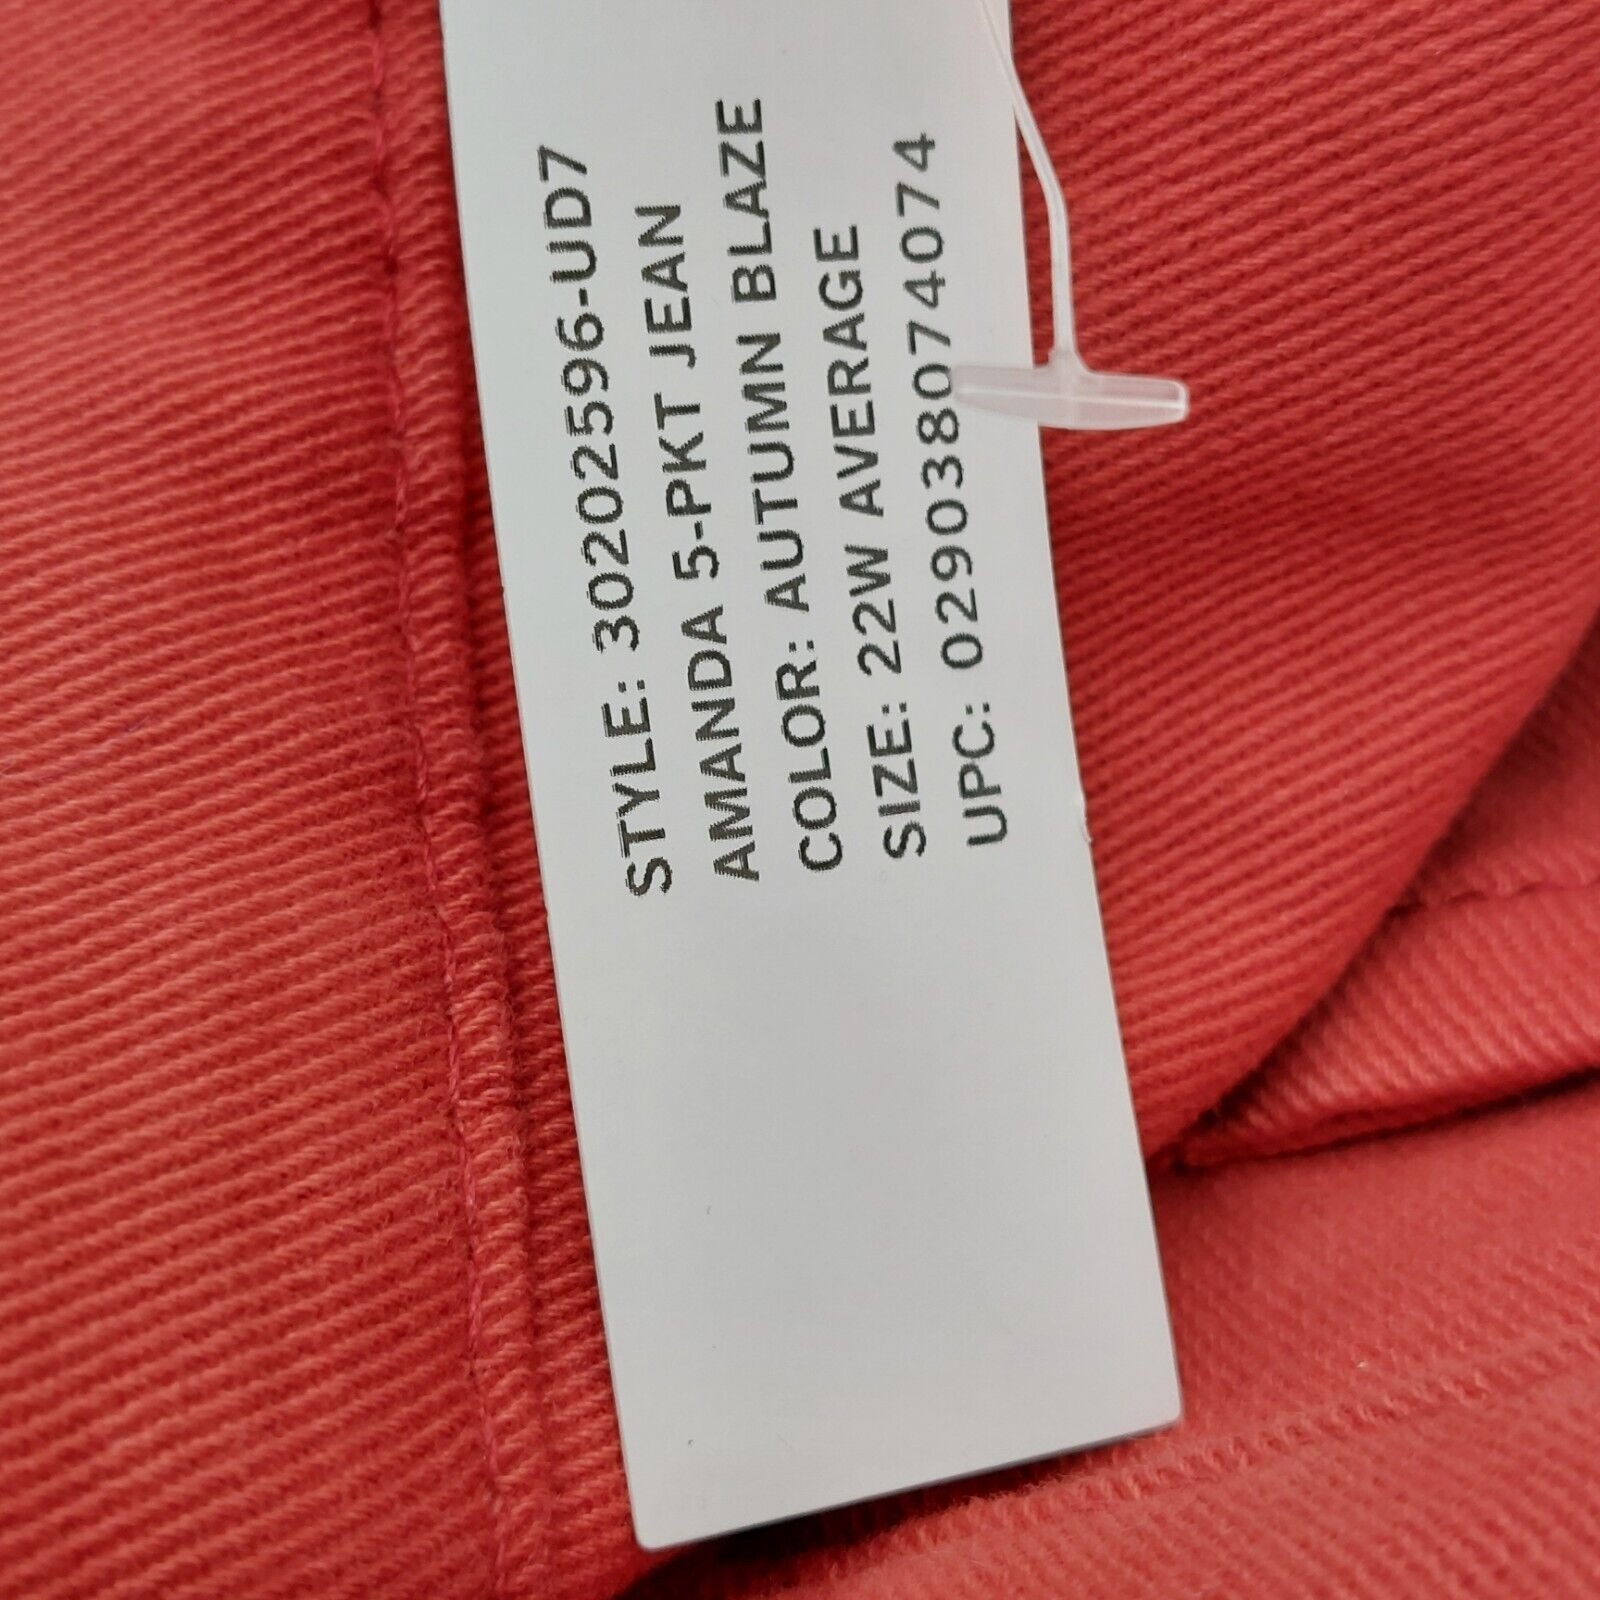 STYLE: 30202596-UD7
AMANDA 5-PKT JEAN
COLOR: AUTUMN BLAZE
SIZE: 22W AVERAGE
UPC: 029038074074